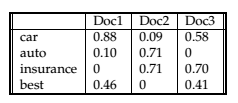 Doc1 Doc2 Doc3
car 0.88 0.09 0.58
auto 0.10 0.71 0
insurance 0 0.71 0.70
best 0.46 0 0.41